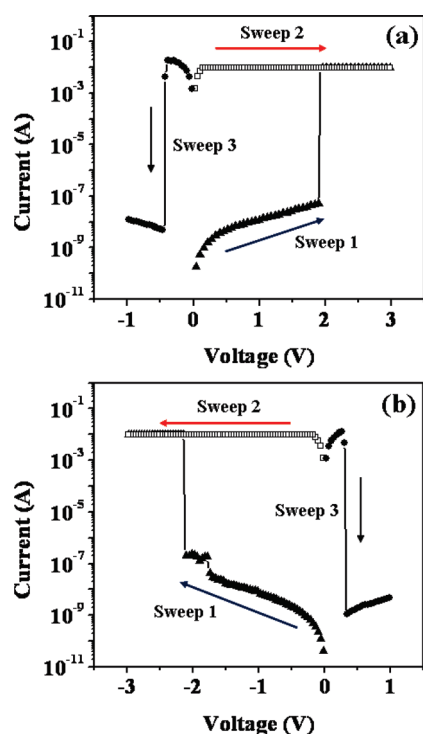 Sweep 2
(a)
10⁻¹
10⁻³
10⁻⁵
10⁻⁷
10⁻⁹
10⁻¹¹
Current (A)
Sweep 3
Sweep 1
-1 0 1 2 3
Voltage (V)
Sweep 2
(b)
10⁻¹
10⁻³
10⁻⁵
10⁻⁷
10⁻⁹
10⁻¹¹
Current (A)
Sweep 3
Sweep 1
-3 -2 -1 0 1
Voltage (V)